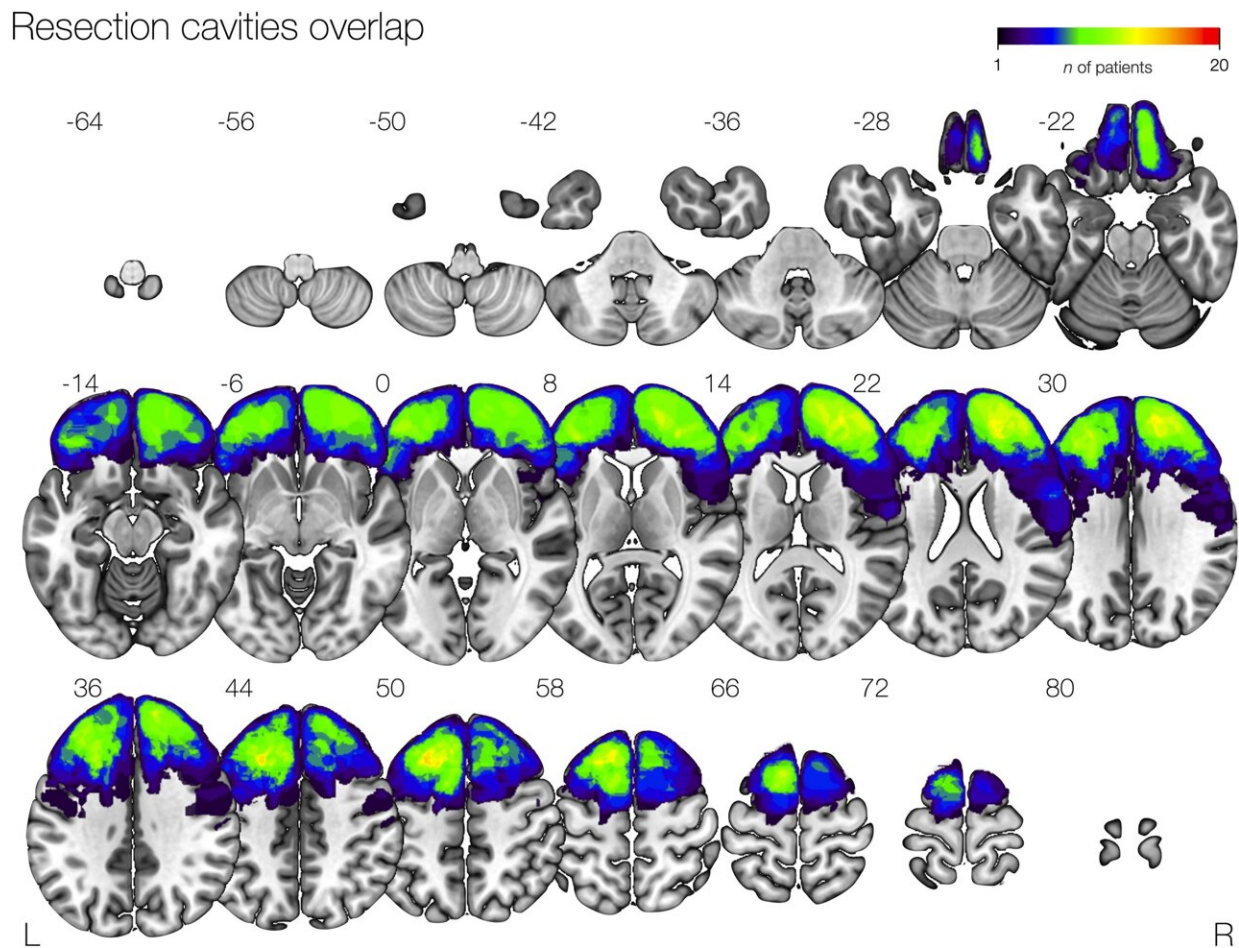 Resection cavities overlap
1 n of patients 20
-64 -56 -50 -42 -36 -28 -22
-14 -6 0 8 14 22 30
36 44 50 58 66 72 80
L R